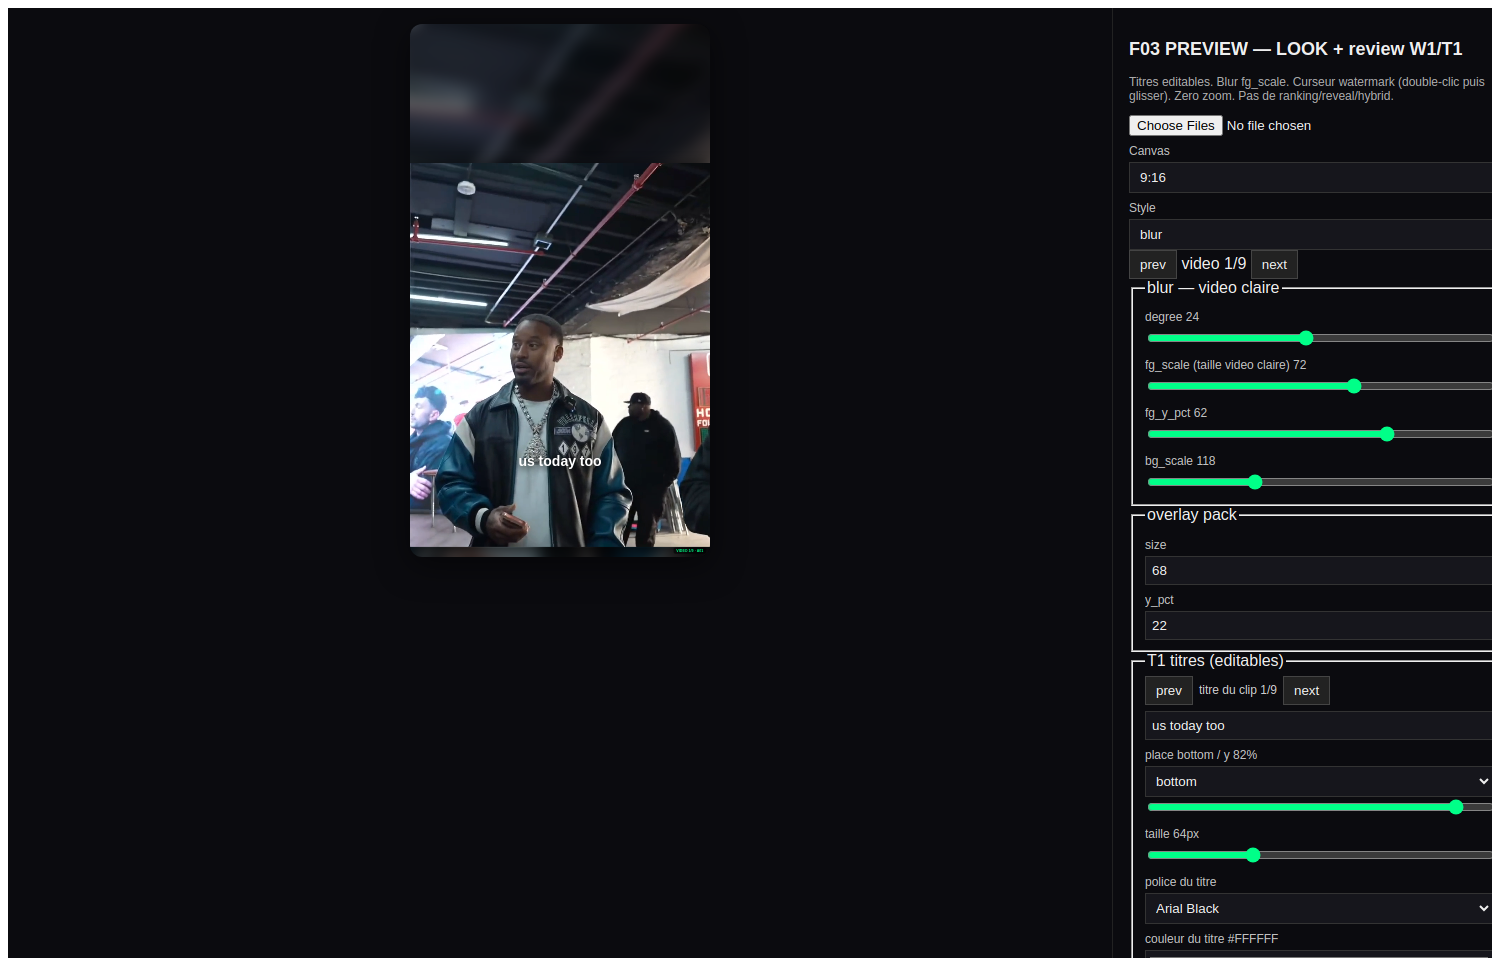 us today too
VIDEO 1/9
F03 PREVIEW — LOOK + review W1/T1
Titres editables. Blur fg_scale. Curseur watermark (double-clic puis
glisser). Zero zoom. Pas de ranking/reveal/hybrid.
Choose Files No file chosen
Canvas
9:16
Style
blur
prev video 1/9 next
blur — video claire
degree 24
fg_scale (taille video claire) 72
fg_y_pct 62
bg_scale 118
overlay pack
size
68
y_pct
22
T1 titres (editables)
prev titre du clip 1/9 next
us today too
place bottom / y 82%
bottom
taille 64px
police du titre
Arial Black
couleur du titre #FFFFFF